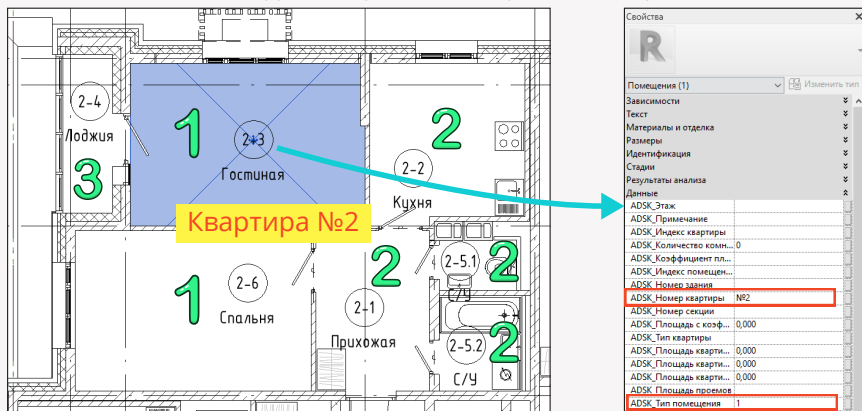 2-4
Лоджия
3
1
2-3
Гостиная
2
2-2
Кухня
Квартира №2
1
2-6
Спальня
2
2-1
Прихожая
2-5.1
2
С/У
2-5.2
2
С/У
Свойства
R
Помещения (1)
Изменить тип
Зависимости
Текст
Материалы и отделка
Размеры
Идентификация
Стадии
Результаты анализа
Данные
ADSK_Этаж
ADSK_Примечание
ADSK_Индекс квартиры
ADSK_Количество комн... 0
ADSK_Коэффициент пл...
ADSK_Индекс помещен...
ADSK_Номер здания
ADSK_Номер квартиры №2
ADSK_Номер секции
ADSK_Площадь с коэф... 0,000
ADSK_Тип квартиры
ADSK_Площадь кварти... 0,000
ADSK_Площадь кварти... 0,000
ADSK_Площадь кварти... 0,000
ADSK_Площадь проемов
ADSK_Тип помещения 1